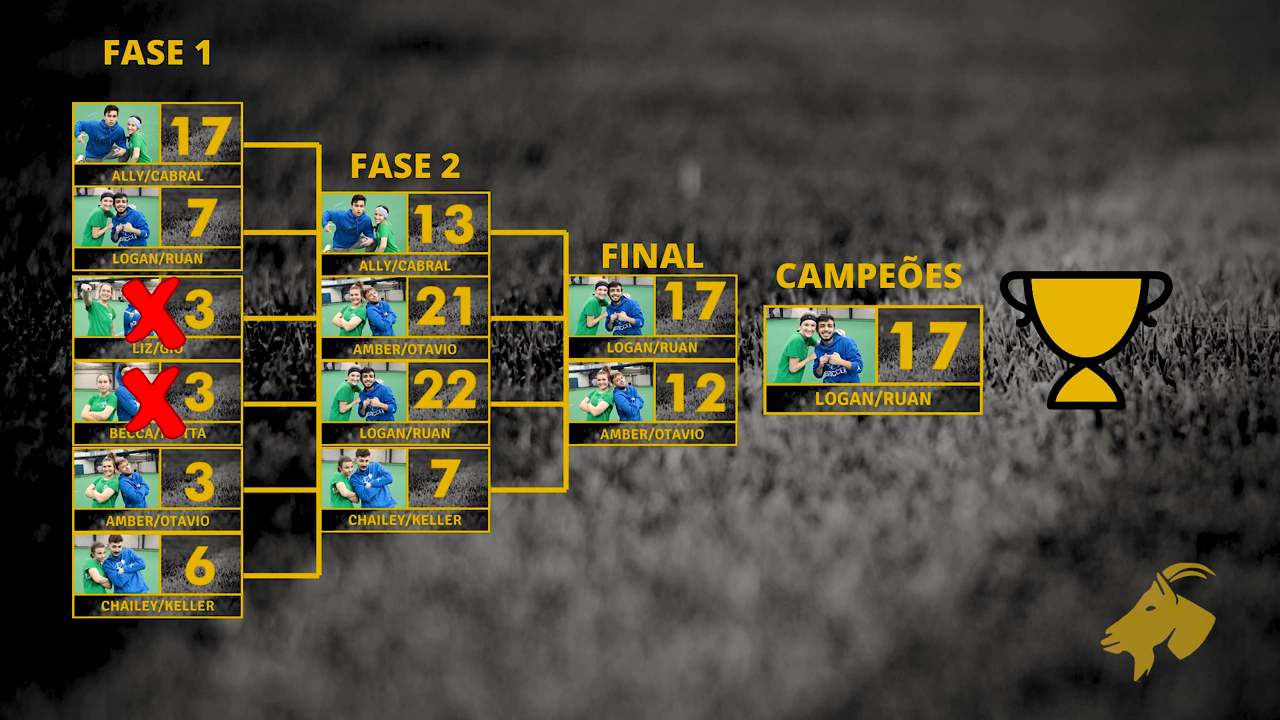 FASE 1
17
ALLY/CABRAL
7
LOGAN/RUAN
3
LIZ/GIO
3
3
AMBER/OTAVIO
6
CHAILEY/KELLER
FASE 2
13
ALLY/CABRAL
21
AMBER/OTAVIO
22
LOGAN/RUAN
7
CHAILEY/KELLER
FINAL
17
LOGAN/RUAN
12
AMBER/OTAVIO
CAMPEÕES
17
LOGAN/RUAN